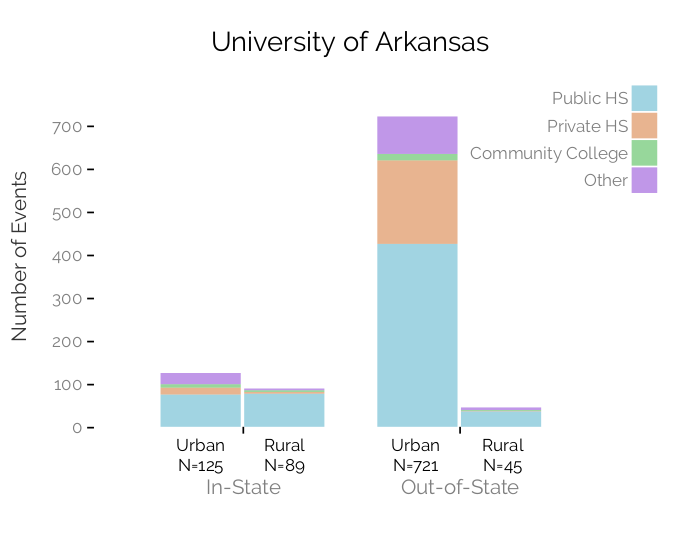 University of Arkansas
Public HS
Private HS
Community College
Other
Number of Events
700
600
500
400
300
200
100
0
Urban Rural Urban Rural
N=125 N=89 N=721 N=45
In-State Out-of-State